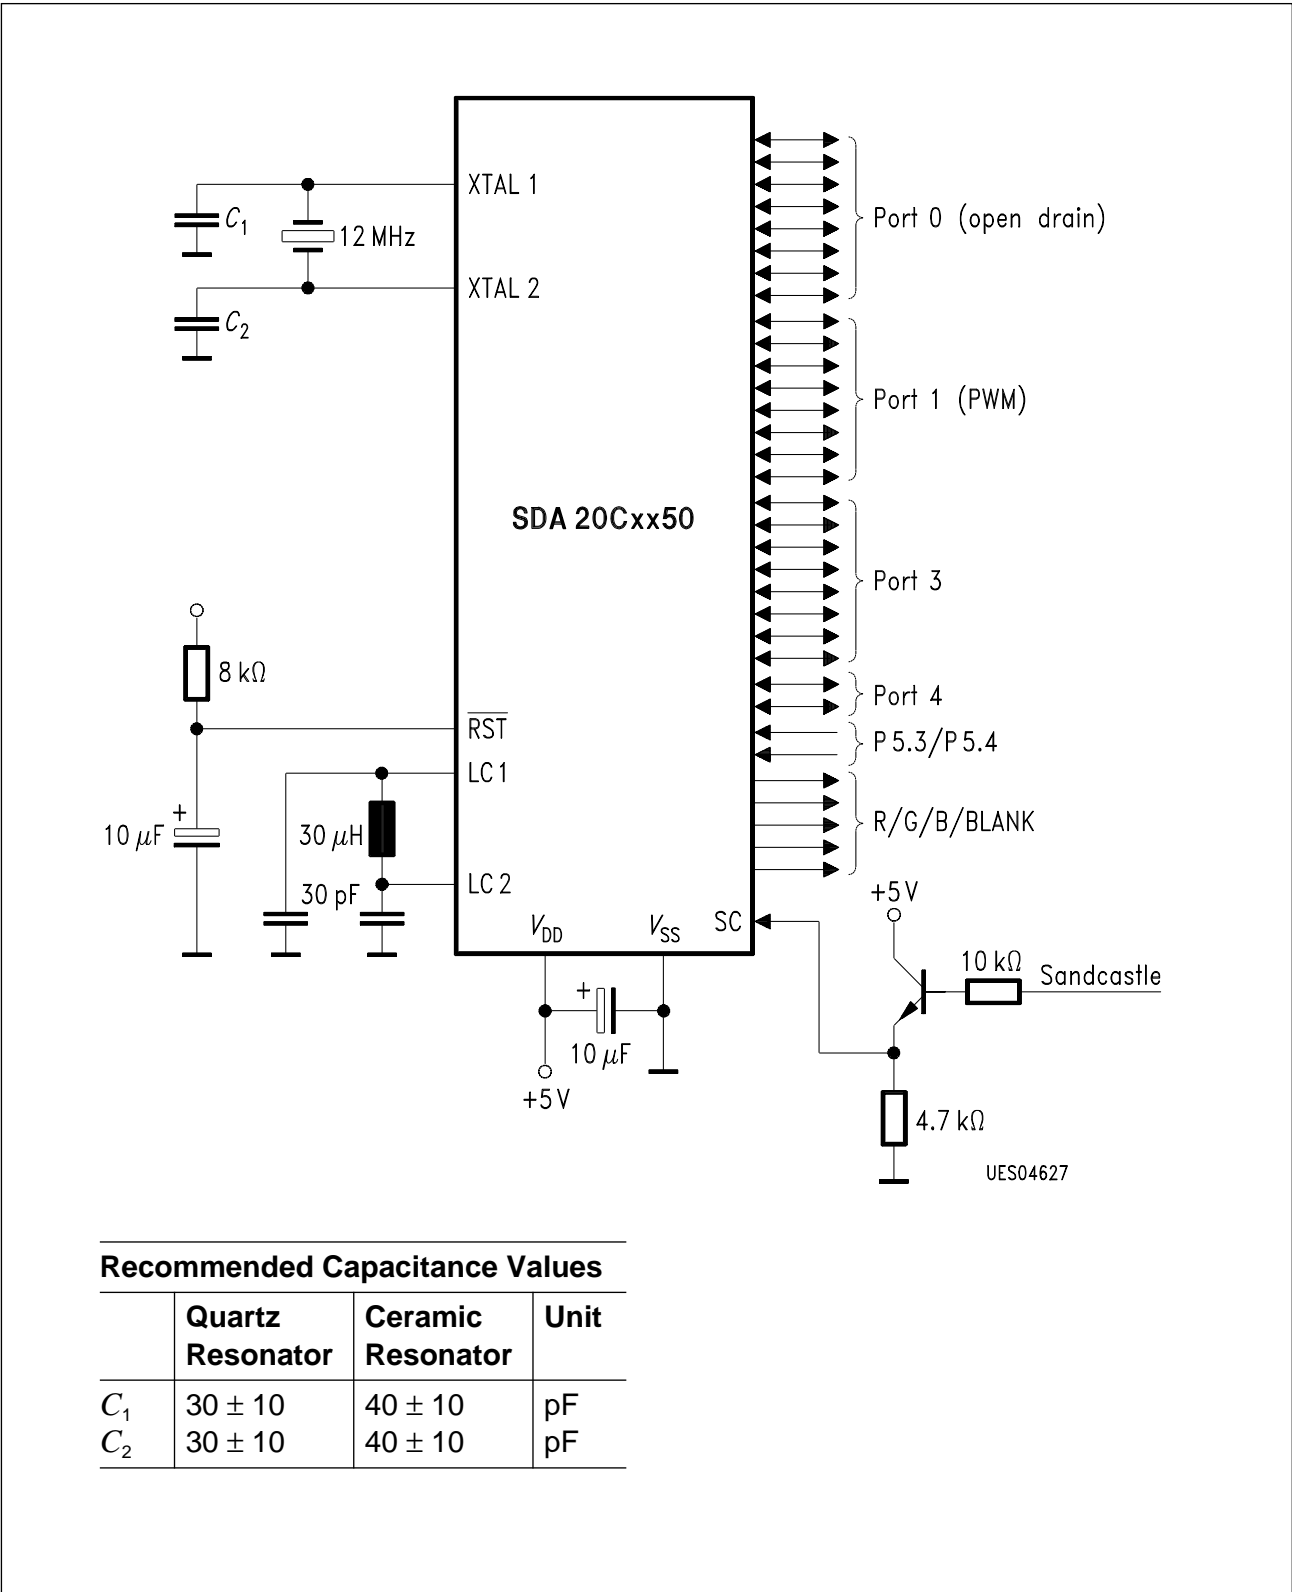 XTAL 1
C1
12 MHz
XTAL 2
C2
Port 0 (open drain)
Port 1 (PWM)
SDA 20Cxx50
Port 3
8 kΩ
Port 4
R̅S̅T̅
P 5.3/P 5.4
LC 1
+
10 μF
30 μH
R/G/B/BLANK
LC 2
30 pF
+5 V
VDD
VSS
SC
10 kΩ
Sandcastle
+
10 μF
+5 V
4.7 kΩ
UES04627
Recommended Capacitance Values
Quartz Resonator Ceramic Resonator Unit
C1 30 ± 10 40 ± 10 pF
C2 30 ± 10 40 ± 10 pF